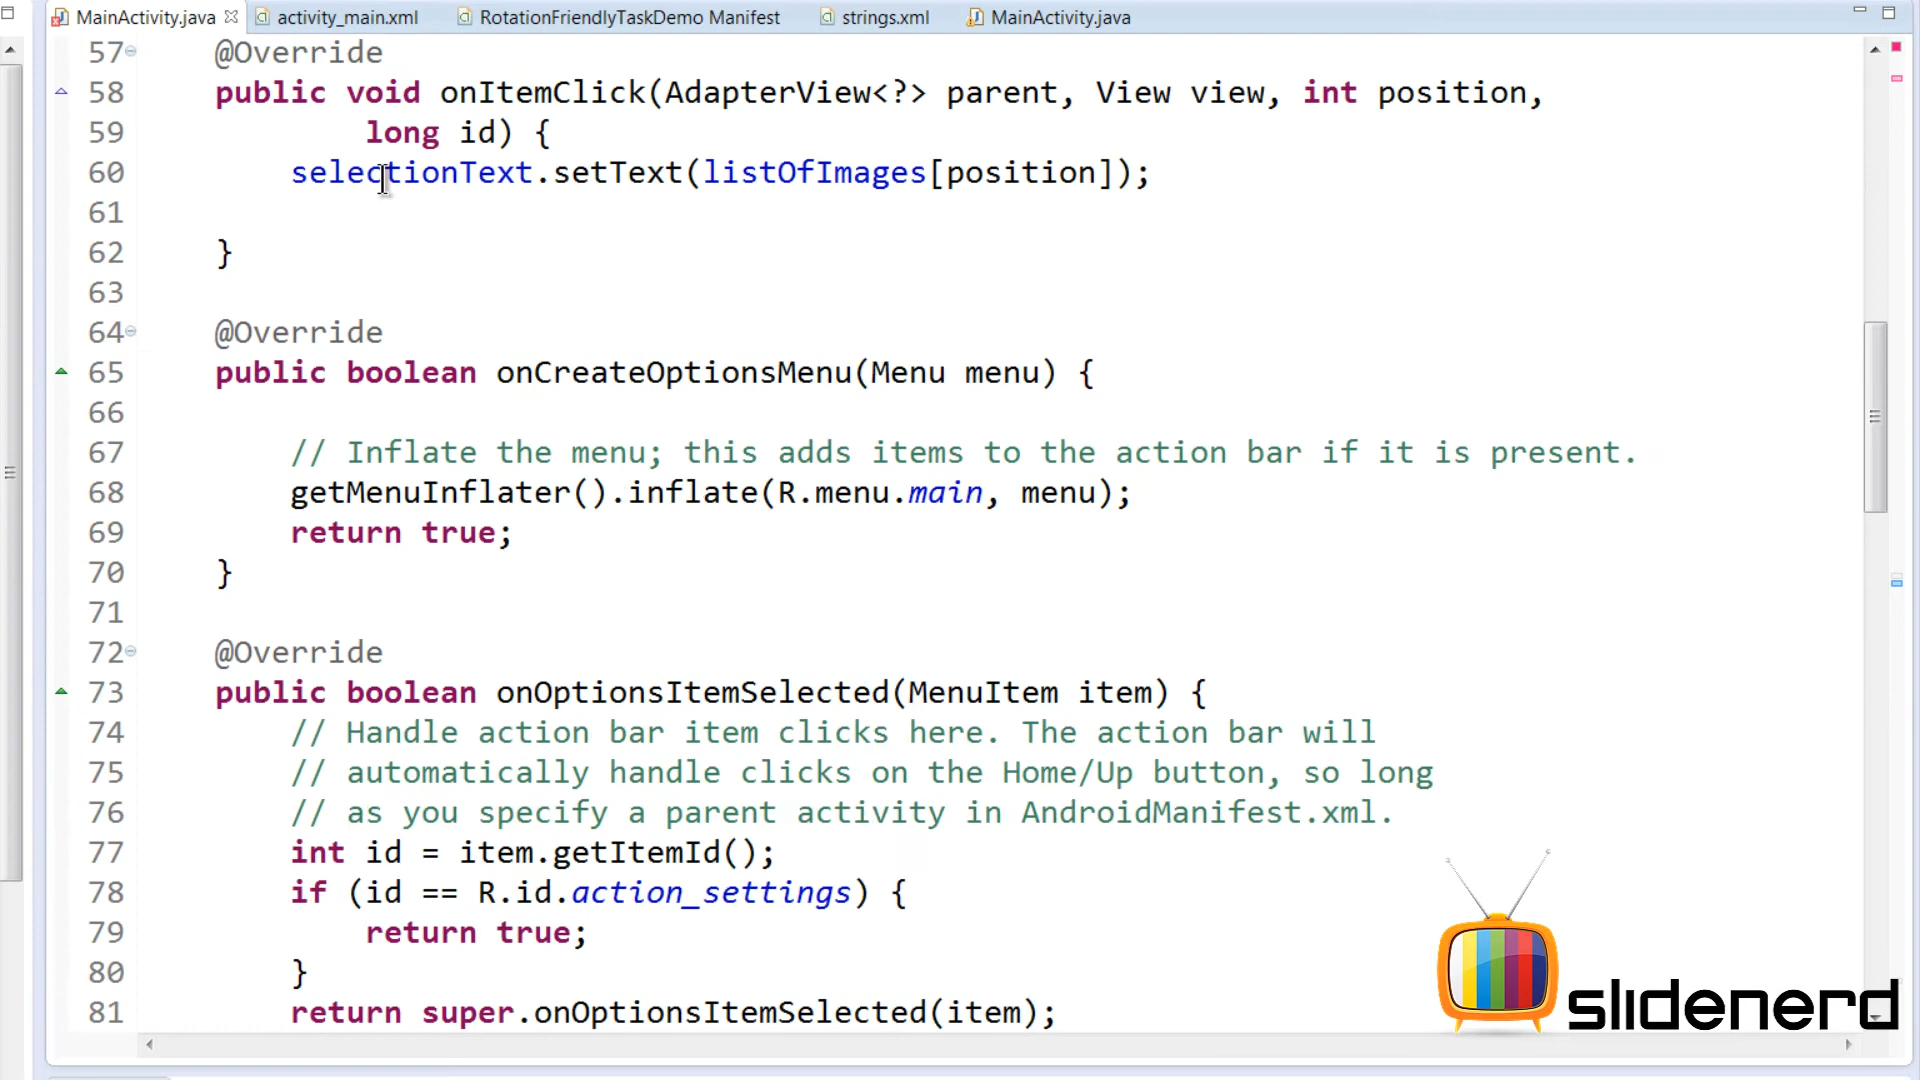 MainActivity.java activity_main.xml RotationFriendlyTaskDemo Manifest strings.xml MainActivity.java
57 @Override
58 public void onItemClick(AdapterView<?> parent, View view, int position,
59 long id) {
60 selectionText.setText(listOfImages[position]);
61
62 }
63
64 @Override
65 public boolean onCreateOptionsMenu(Menu menu) {
66
67 // Inflate the menu; this adds items to the action bar if it is present.
68 getMenuInflater().inflate(R.menu.main, menu);
69 return true;
70 }
71
72 @Override
73 public boolean onOptionsItemSelected(MenuItem item) {
74 // Handle action bar item clicks here. The action bar will
75 // automatically handle clicks on the Home/Up button, so long
76 // as you specify a parent activity in AndroidManifest.xml.
77 int id = item.getItemId();
78 if (id == R.id.action_settings) {
79 return true;
80 }
81 return super.onOptionsItemSelected(item);
slidenerd